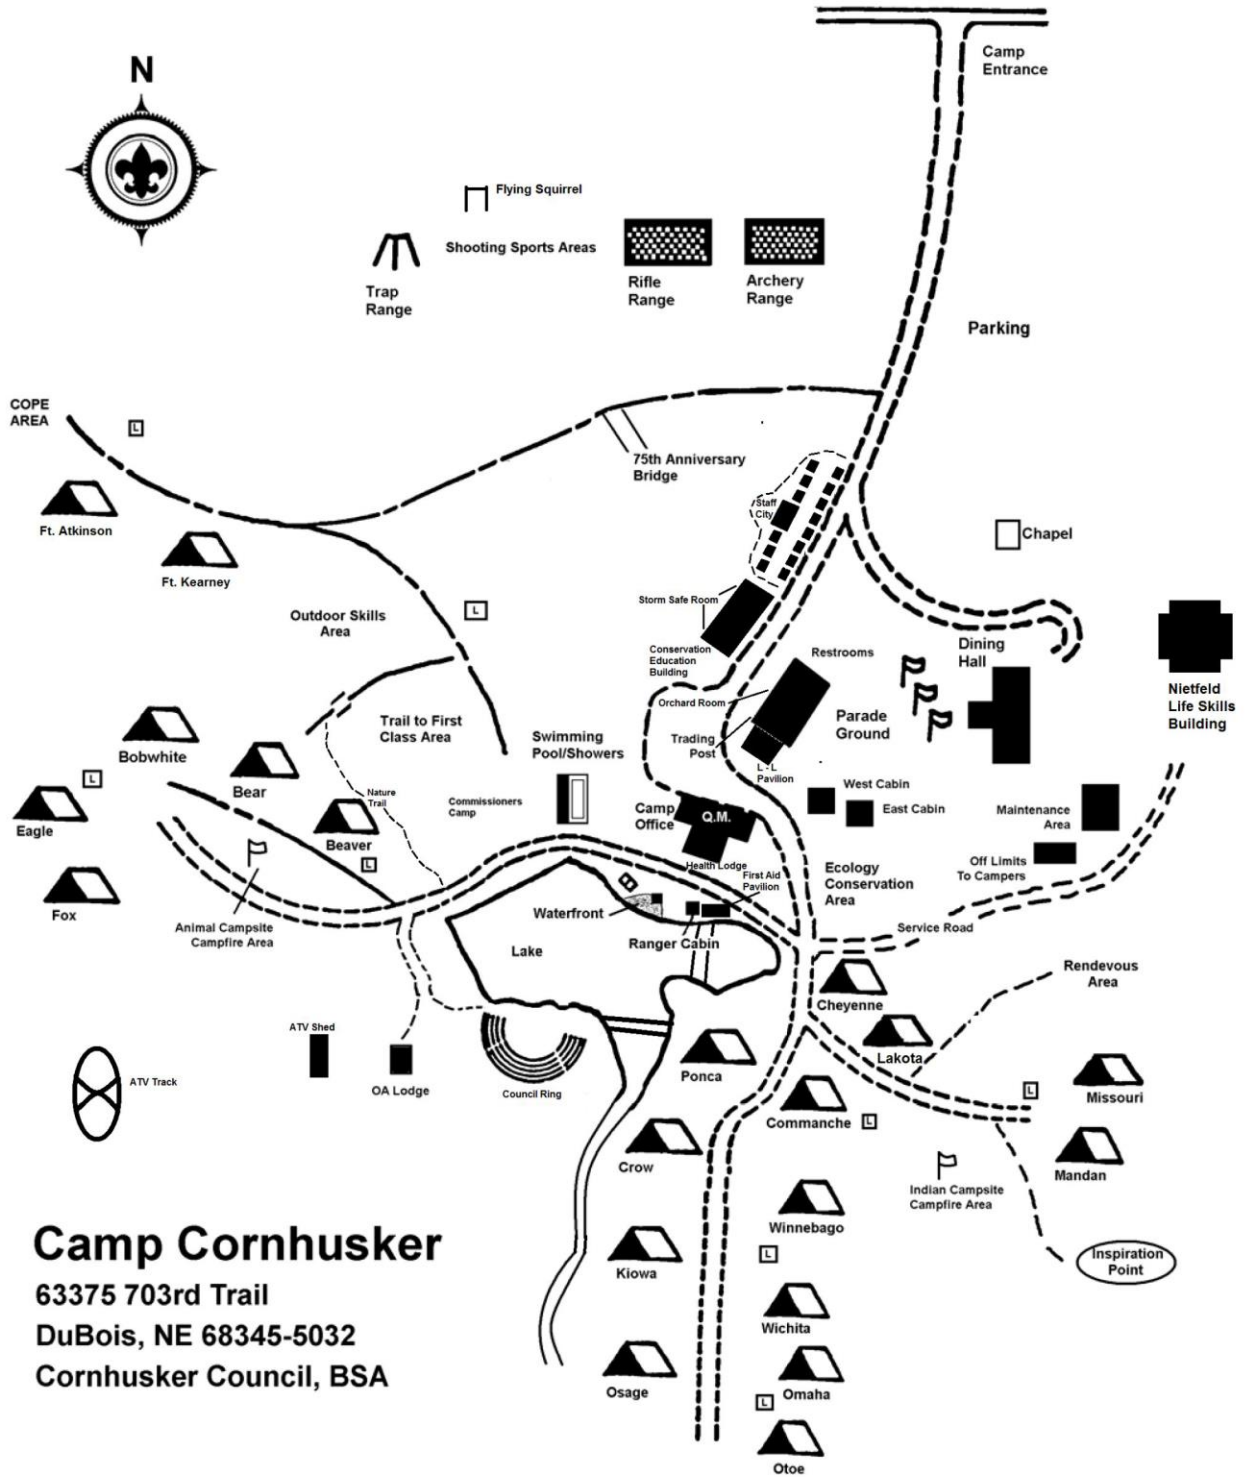 Camp
Entrance
N
Flying Squirrel
Shooting Sports Areas
Trap
Range
Rifle
Range
Archery
Range
Parking
COPE
AREA
L
75th Anniversary
Bridge
Ft. Atkinson
Ft. Kearney
Staff
City
Chapel
Outdoor Skills
Area
L
Storm Safe Room
Conservation
Education
Building
Restrooms
Dining
Hall
Nietfeld
Life Skills
Building
Orchard Room
Trading
Post
Parade
Ground
L - L
Pavilion
Trail to First
Class Area
Swimming
Pool/Showers
Bobwhite
L
Bear
Nature
Trail
Commissioners
Camp
Camp
Office
Q.M.
West Cabin
East Cabin
Maintenance
Area
Eagle
Beaver
L
Health Lodge
First Aid
Pavilion
Ecology
Conservation
Area
Off Limits
To Campers
Fox
Animal Campsite
Campfire Area
Waterfront
Ranger Cabin
Lake
Service Road
Rendevous
Area
Cheyenne
Lakota
ATV Shed
OA Lodge
Council Ring
ATV Track
Ponca
Commanche
L
L
Missouri
Mandan
Crow
Indian Campsite
Campfire Area
Winnebago
L
Inspiration
Point
Kiowa
Wichita
Osage
Omaha
L
Otoe
Camp Cornhusker
63375 703rd Trail
DuBois, NE 68345-5032
Cornhusker Council, BSA